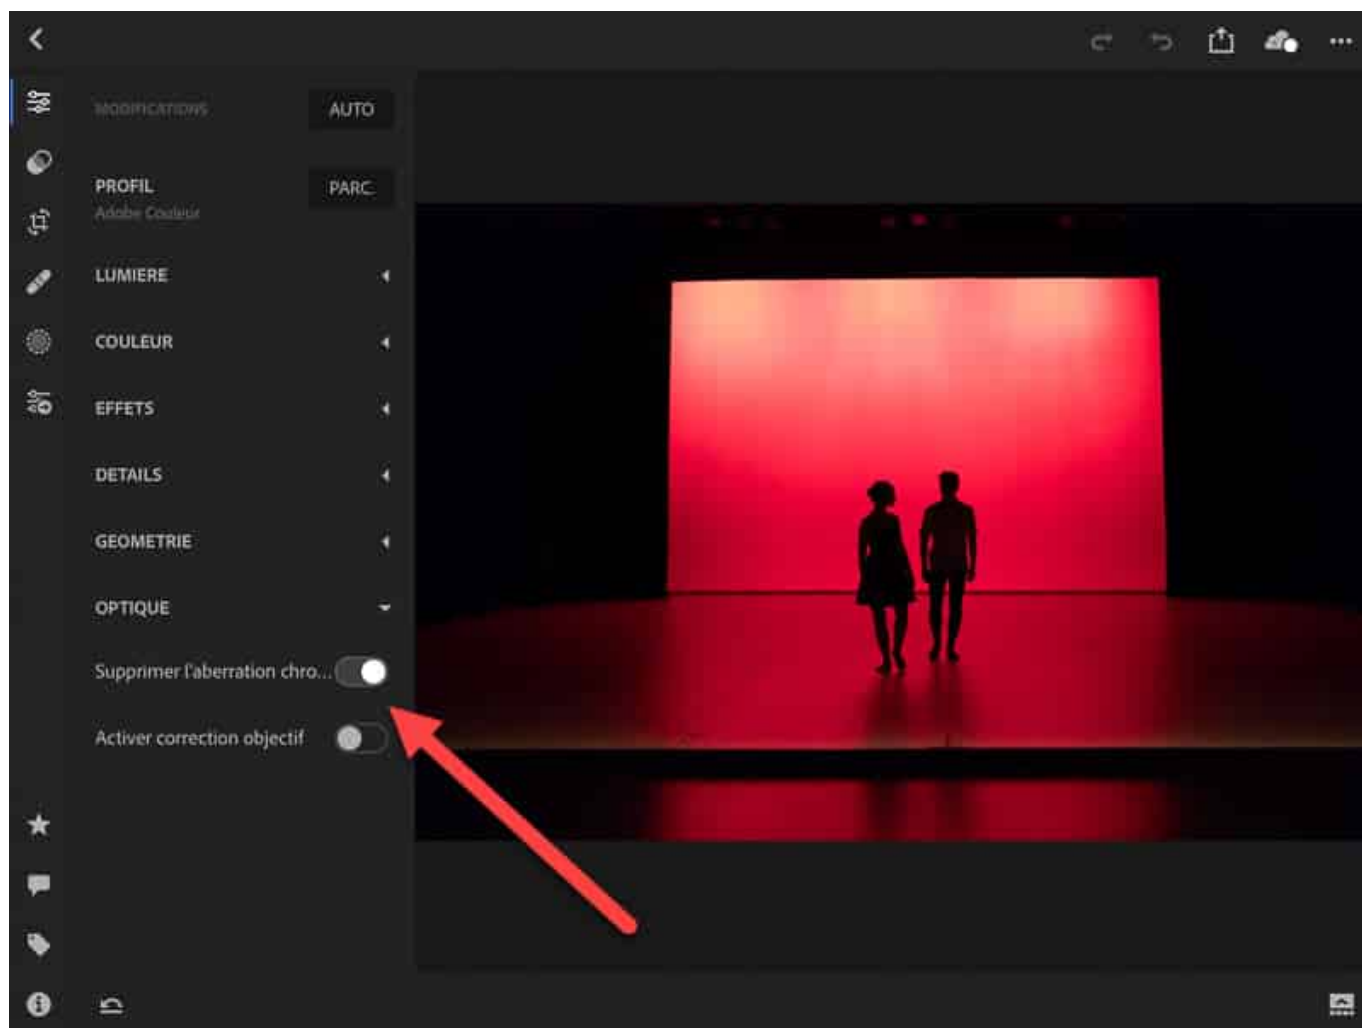 MODIFICATIONS
AUTO
PROFIL
PARC.
Adobe Couleur
LUMIERE
COULEUR
EFFETS
DETAILS
GEOMETRIE
OPTIQUE
Supprimer l'aberration chro...
Activer correction objectif